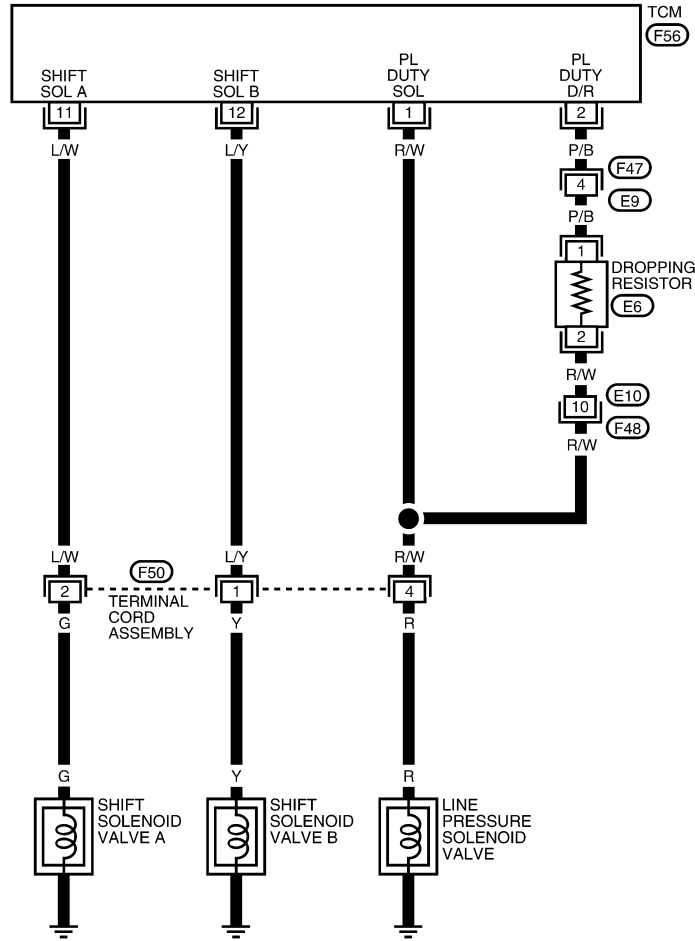 TCM
F56
SHIFT
SOL A
SHIFT
SOL B
PL
DUTY
SOL
PL
DUTY
D/R
11
12
1
2
L/W
L/Y
R/W
P/B
4
F47
E9
P/B
1
DROPPING
RESISTOR
E6
2
R/W
10
E10
F48
R/W
L/W
L/Y
R/W
2
F50
1
4
TERMINAL
CORD
ASSEMBLY
G
Y
R
G
Y
R
SHIFT
SOLENOID
VALVE A
SHIFT
SOLENOID
VALVE B
LINE
PRESSURE
SOLENOID
VALVE